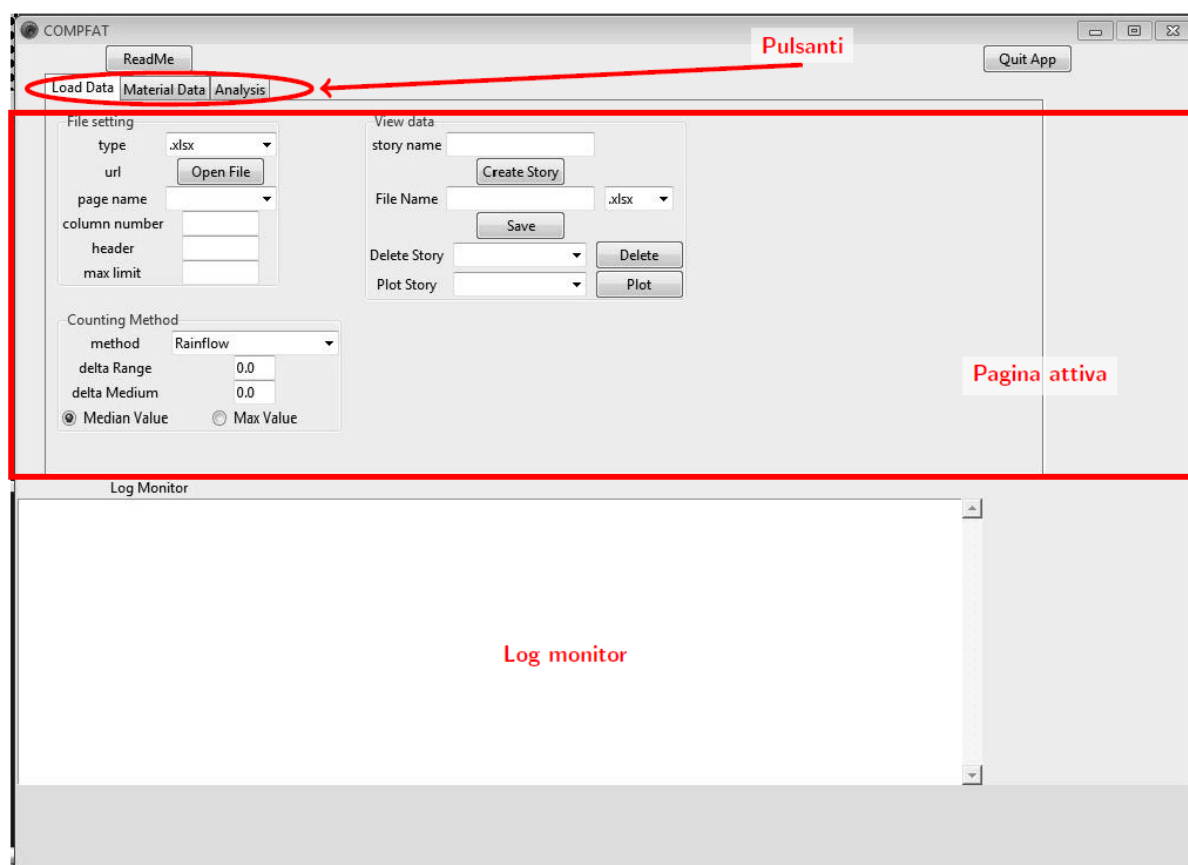 COMPFAT
Pulsanti
ReadMe
Quit App
Load Data Material Data Analysis
File setting
type .xlsx
url Open File
page name
column number
header
max limit
View data
story name
Create Story
File Name .xlsx
Save
Delete Story Delete
Plot Story Plot
Counting Method
method Rainflow
delta Range 0.0
delta Medium 0.0
Median Value Max Value
Pagina attiva
Log Monitor
Log monitor